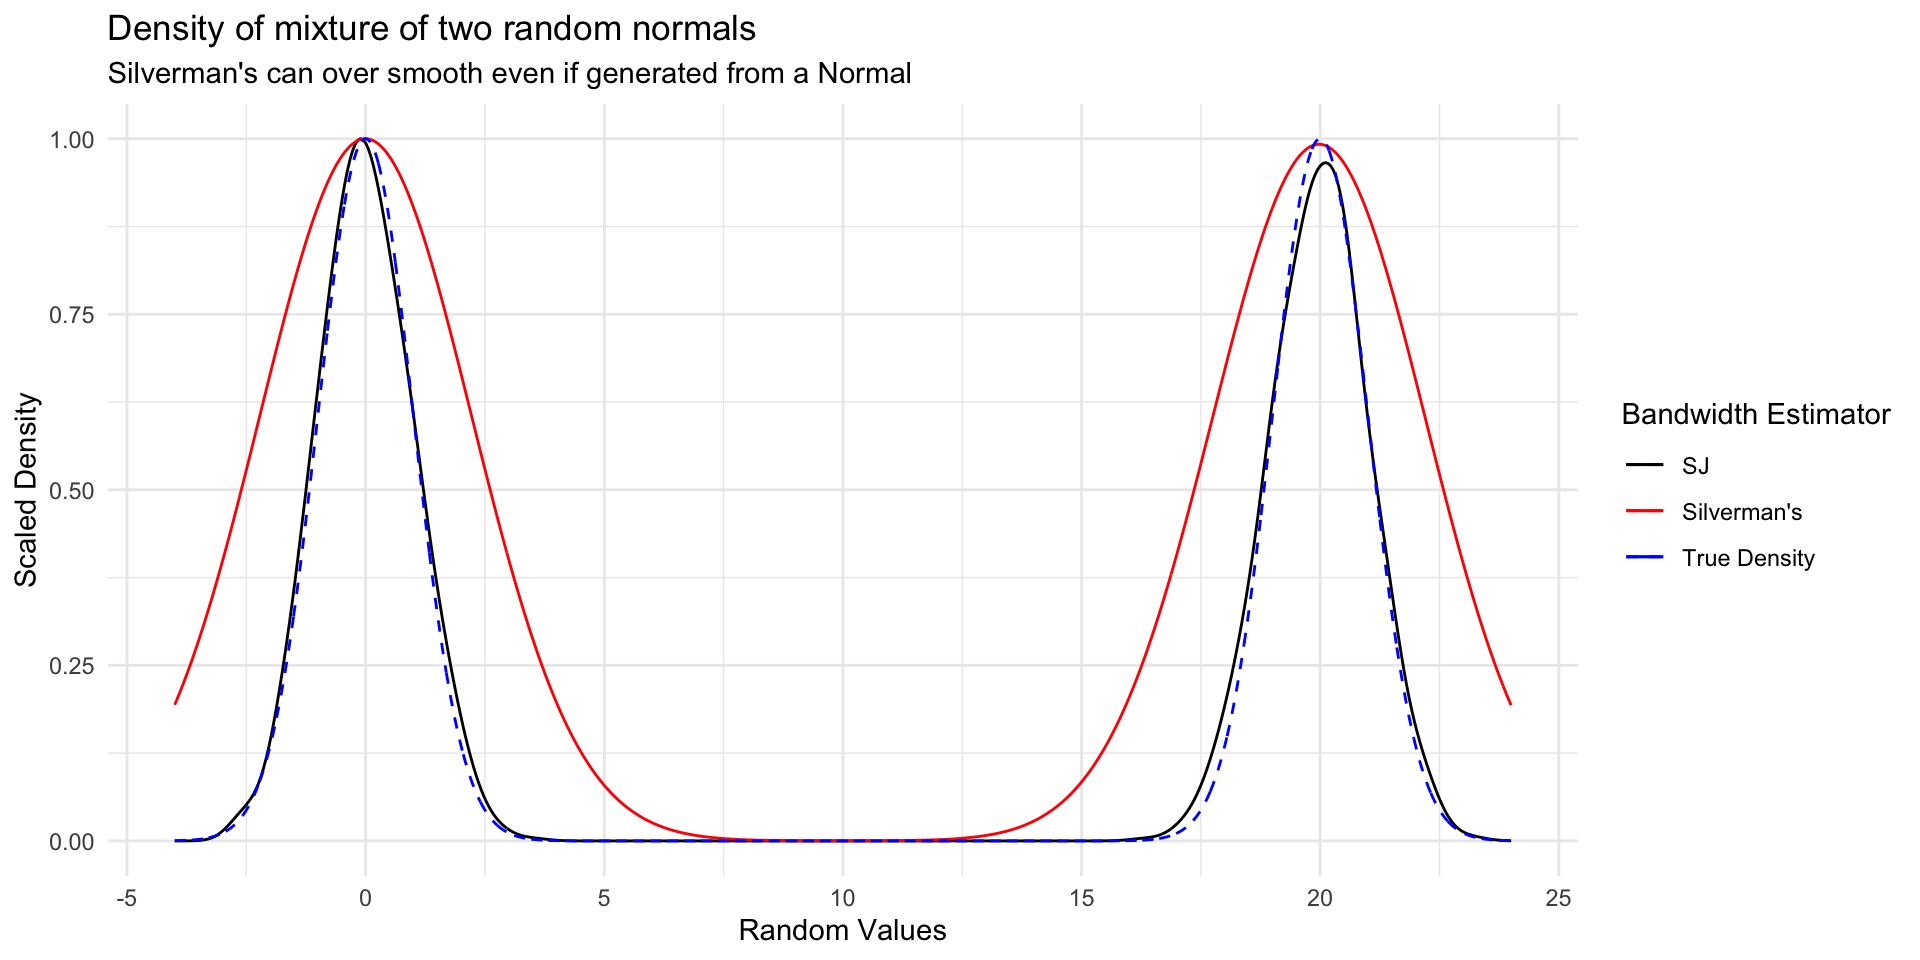 Density of mixture of two random normals
Silverman's can over smooth even if generated from a Normal
1.00
0.75
0.50
0.25
0.00
Scaled Density
-5 0 5 10 15 20 25
Random Values
Bandwidth Estimator
SJ
Silverman's
True Density